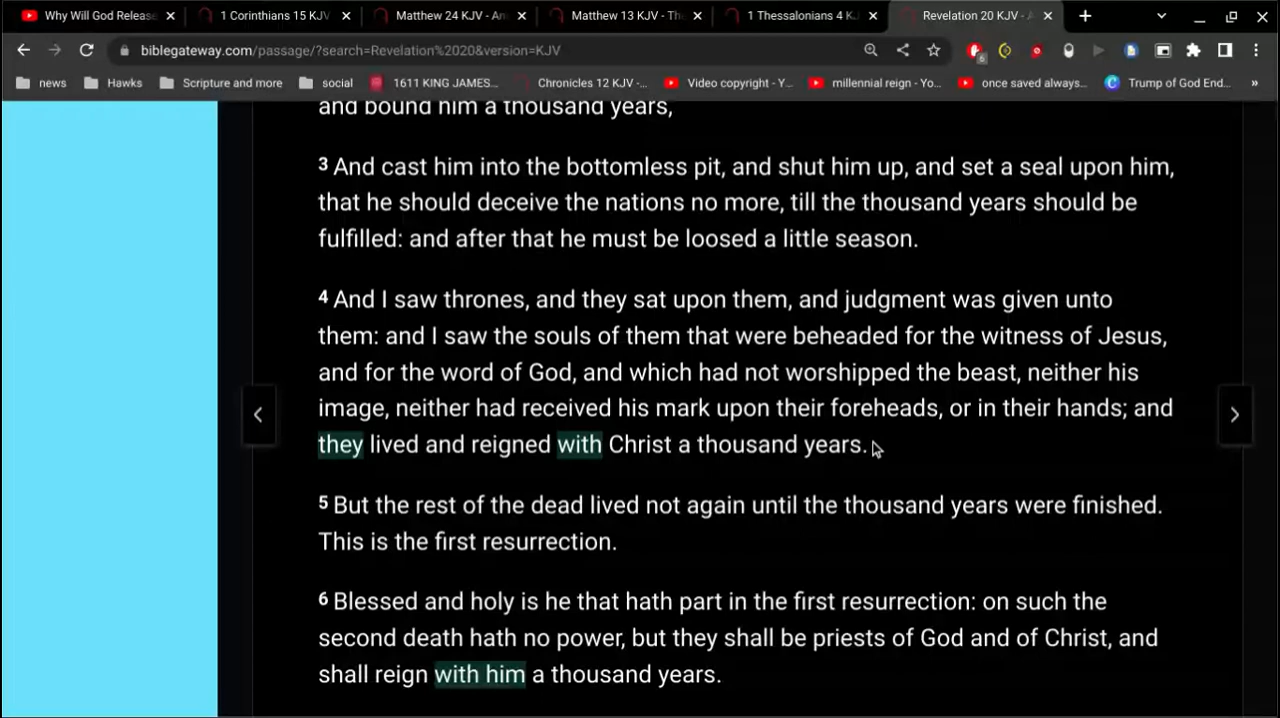 Why Will God Release
1 Corinthians 15 KJV
Matthew 24 KJV - An
Matthew 13 KJV - Th
1 Thessalonians 4 K
Revelation 20 KJV - A
biblegateway.com/passage/?search=Revelation%2020&version=KJV
6
news
Hawks
Scripture and more
social
1611 KING JAMES...
Chronicles 12 KJV -...
Video copyright - Y...
millennial reign - Yo...
once saved always...
Trump of God End...
»
and bound him a thousand years,
3 And cast him into the bottomless pit, and shut him up, and set a seal upon him,
that he should deceive the nations no more, till the thousand years should be
fulfilled: and after that he must be loosed a little season.
4 And I saw thrones, and they sat upon them, and judgment was given unto
them: and I saw the souls of them that were beheaded for the witness of Jesus,
and for the word of God, and which had not worshipped the beast, neither his
image, neither had received his mark upon their foreheads, or in their hands; and
they lived and reigned with Christ a thousand years.
5 But the rest of the dead lived not again until the thousand years were finished.
This is the first resurrection.
6 Blessed and holy is he that hath part in the first resurrection: on such the
second death hath no power, but they shall be priests of God and of Christ, and
shall reign with him a thousand years.